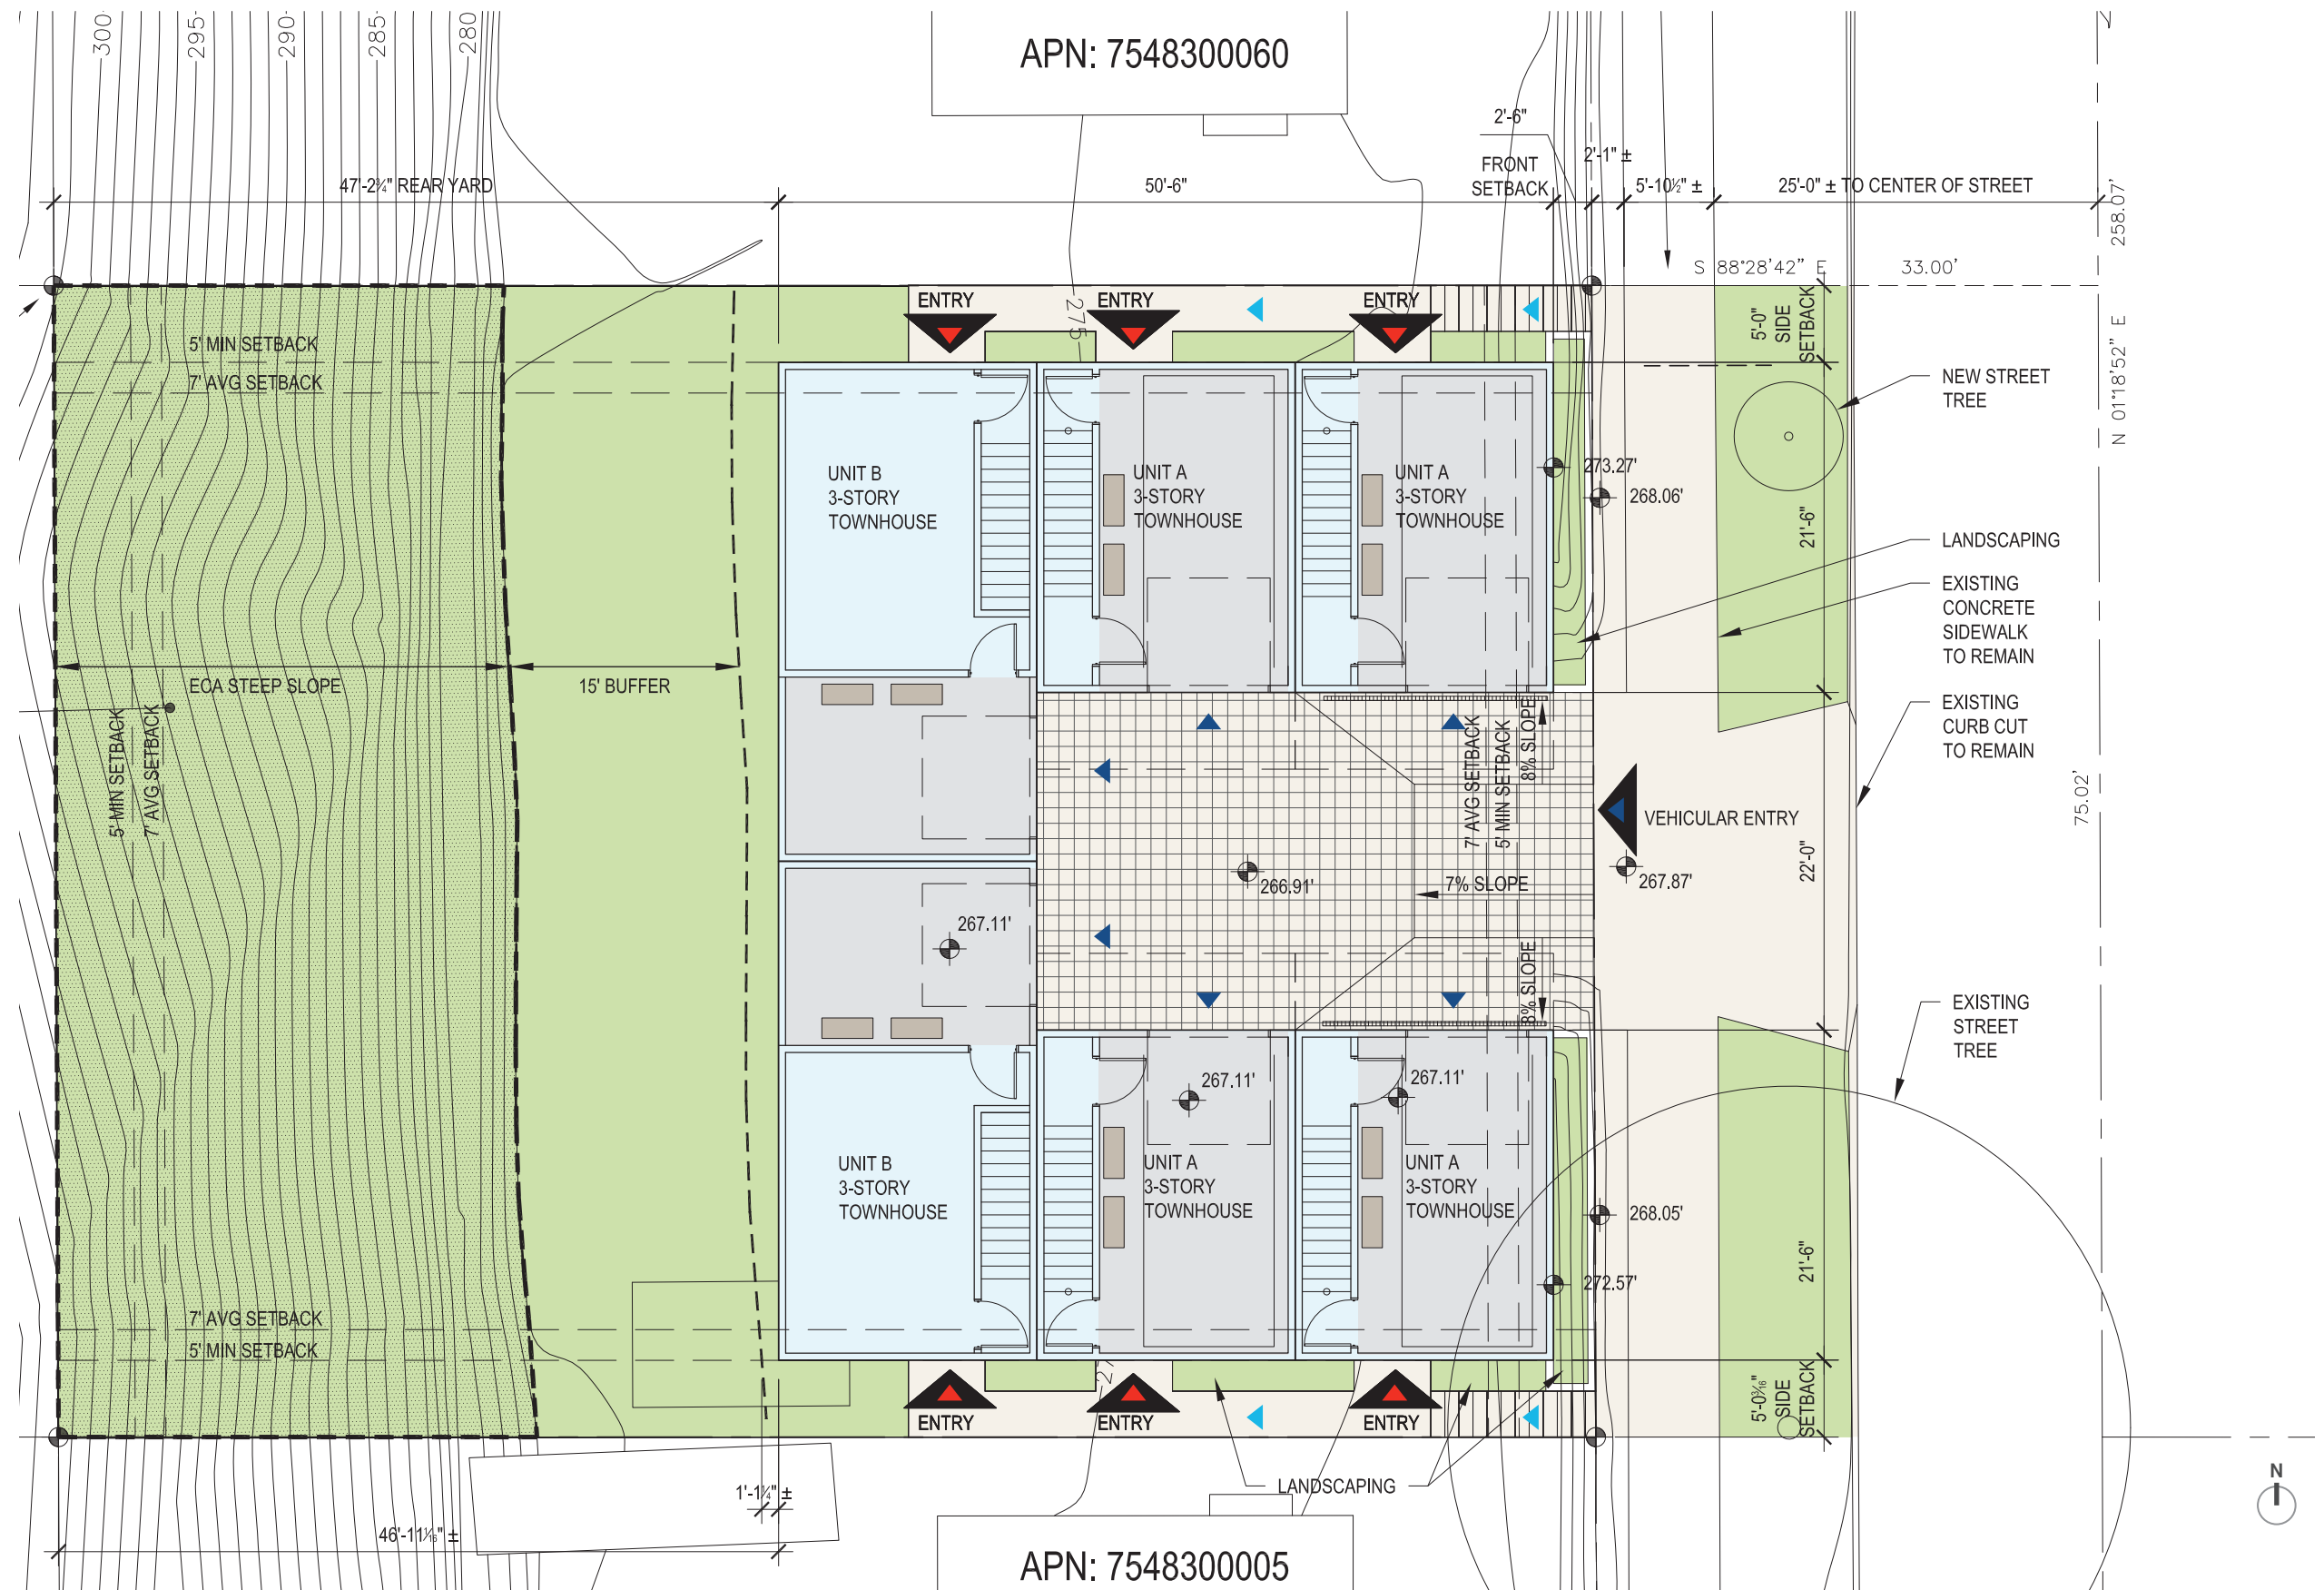 300
295
290
285
280
APN: 7548300060
2'-6"
FRONT
SETBACK
2'-1" ±
47'-2¾" REAR YARD
50'-6"
5'-10½" ±
25'-0" ± TO CENTER OF STREET
258.07'
S 88°28'42" E
33.00'
N 01°18'52" E
ENTRY
ENTRY
ENTRY
275
5'-0"
SIDE
SETBACK
5' MIN SETBACK
7' AVG SETBACK
NEW STREET
TREE
UNIT B
3-STORY
TOWNHOUSE
UNIT A
3-STORY
TOWNHOUSE
UNIT A
3-STORY
TOWNHOUSE
273.27'
268.06'
21'-6"
LANDSCAPING
EXISTING
CONCRETE
SIDEWALK
TO REMAIN
ECA STEEP SLOPE
15' BUFFER
5' MIN SETBACK
7' AVG SETBACK
7' AVG SETBACK
5' MIN SETBACK
8% SLOPE
EXISTING
CURB CUT
TO REMAIN
75.02'
VEHICULAR ENTRY
22'-0"
266.91'
7% SLOPE
267.87'
267.11'
8% SLOPE
EXISTING
STREET
TREE
267.11'
267.11'
UNIT B
3-STORY
TOWNHOUSE
UNIT A
3-STORY
TOWNHOUSE
UNIT A
3-STORY
TOWNHOUSE
268.05'
272.57'
21'-6"
7' AVG SETBACK
5' MIN SETBACK
ENTRY
ENTRY
ENTRY
SIDE
SETBACK
LANDSCAPING
1'-1¼" ±
N
APN: 7548300005